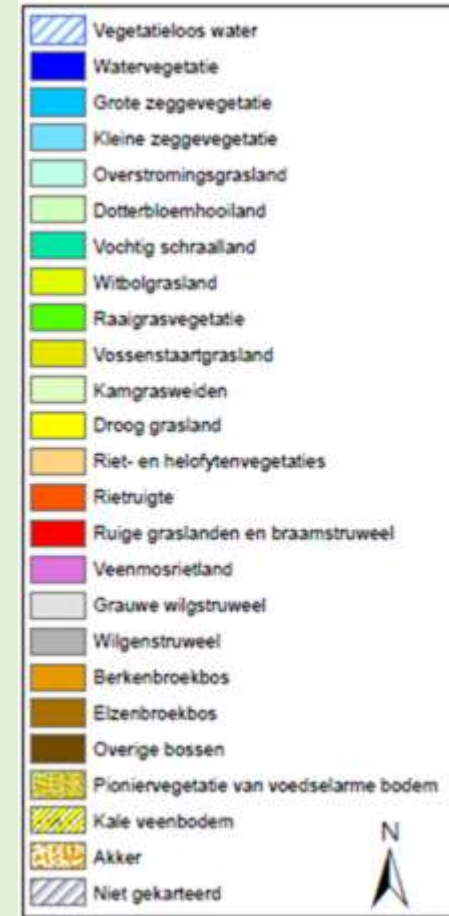 Vegetatieloos water
Watervegetatie
Grote zeggevegetatie
Kleine zeggevegetatie
Overstromingsgrasland
Dotterbloemhooiland
Vochtig schraalland
Witbolgrasland
Raaigrasvegetatie
Vossenstaartgrasland
Kamgrasweiden
Droog grasland
Riet- en helofytenvegetaties
Rietruigte
Ruige graslanden en braamstruweel
Veenmosrietland
Grauwe wilgstruweel
Wilgenstruweel
Berkenbroekbos
Elzenbroekbos
Overige bossen
Pioniervegetatie van voedselarme bodem
Kale veenbodem
N
Akker
Niet gekarteerd